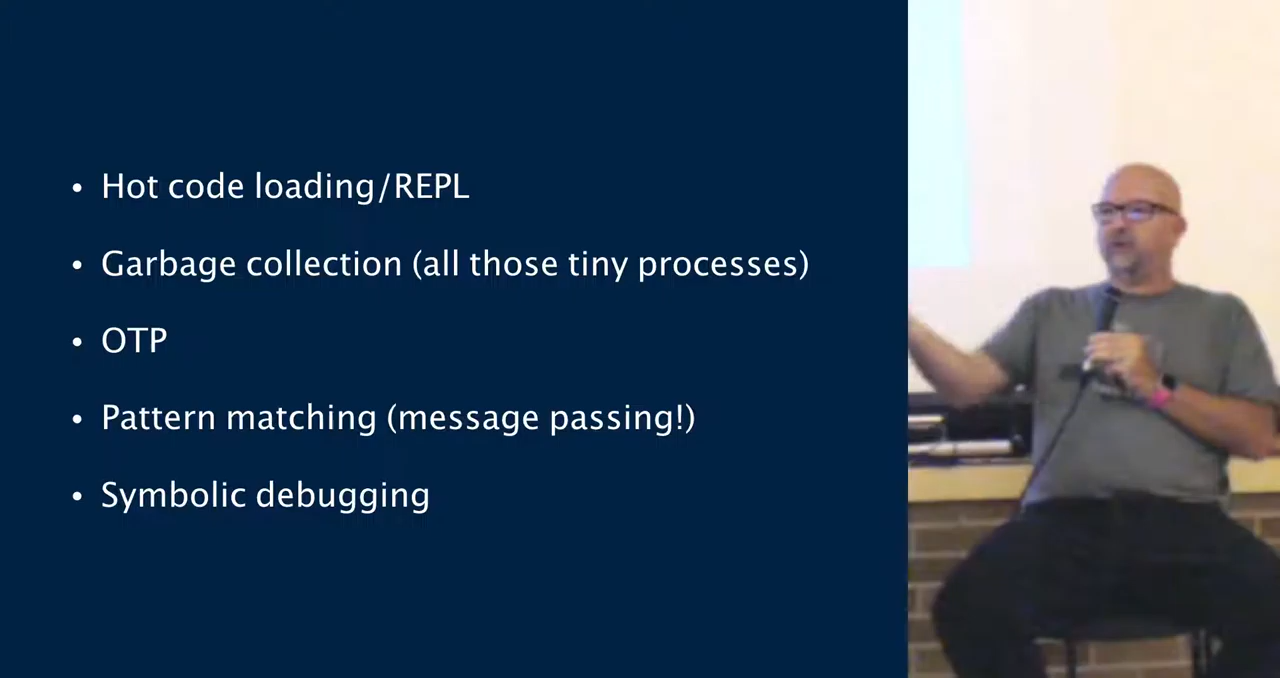 • Hot code loading/REPL
• Garbage collection (all those tiny processes)
• OTP
• Pattern matching (message passing!)
• Symbolic debugging